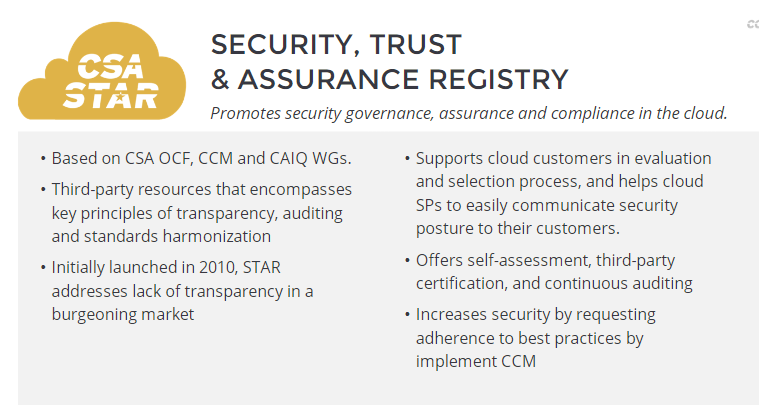 CSA
STAR
SECURITY, TRUST
& ASSURANCE REGISTRY
Promotes security governance, assurance and compliance in the cloud.
• Based on CSA OCF, CCM and CAIQ WGs.
• Third-party resources that encompasses
key principles of transparency, auditing
and standards harmonization
• Initially launched in 2010, STAR
addresses lack of transparency in a
burgeoning market
• Supports cloud customers in evaluation
and selection process, and helps cloud
SPs to easily communicate security
posture to their customers.
• Offers self-assessment, third-party
certification, and continuous auditing
• Increases security by requesting
adherence to best practices by
implement CCM